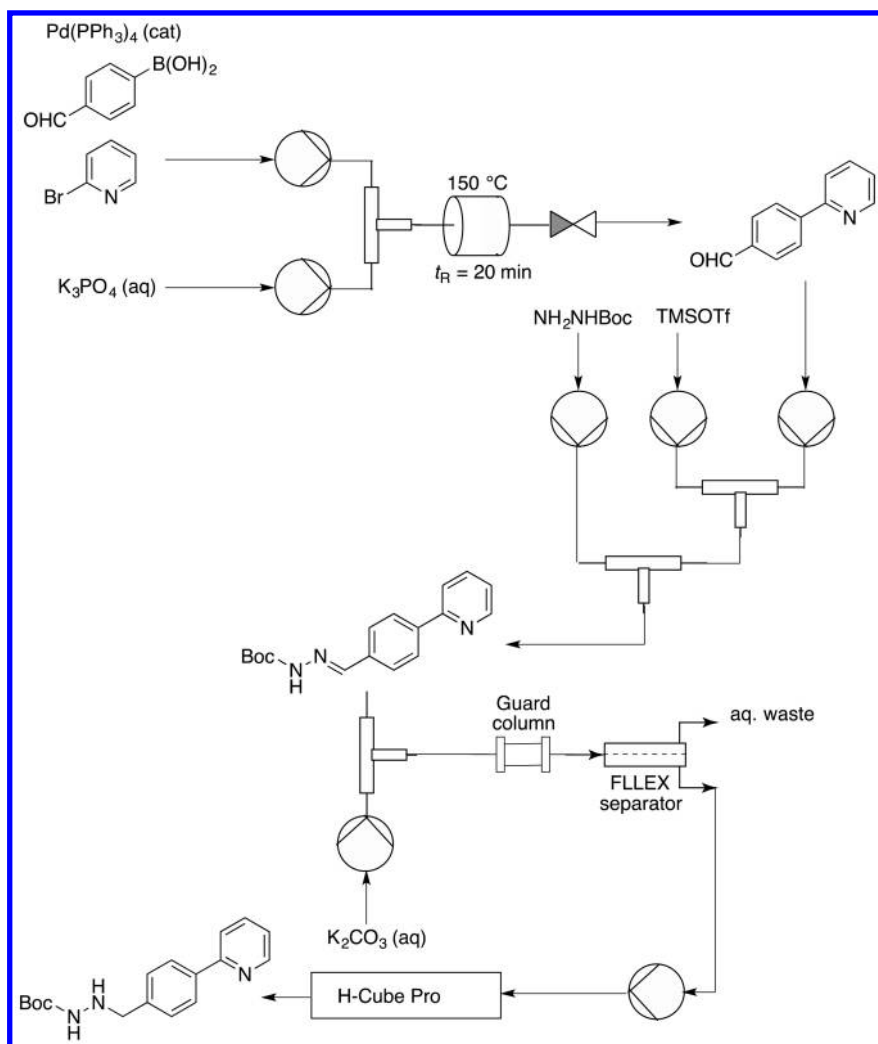 Pd(PPh₃)₄ (cat)
B(OH)₂
OHC
Br
N
150 °C
N
OHC
K₃PO₄ (aq)
tR = 20 min
NH₂NHBoc
TMSOTf
N
Boc
N
N
H
Guard
column
aq. waste
FLLEX
separator
K₂CO₃ (aq)
N
H
Boc
N
N
H
H-Cube Pro